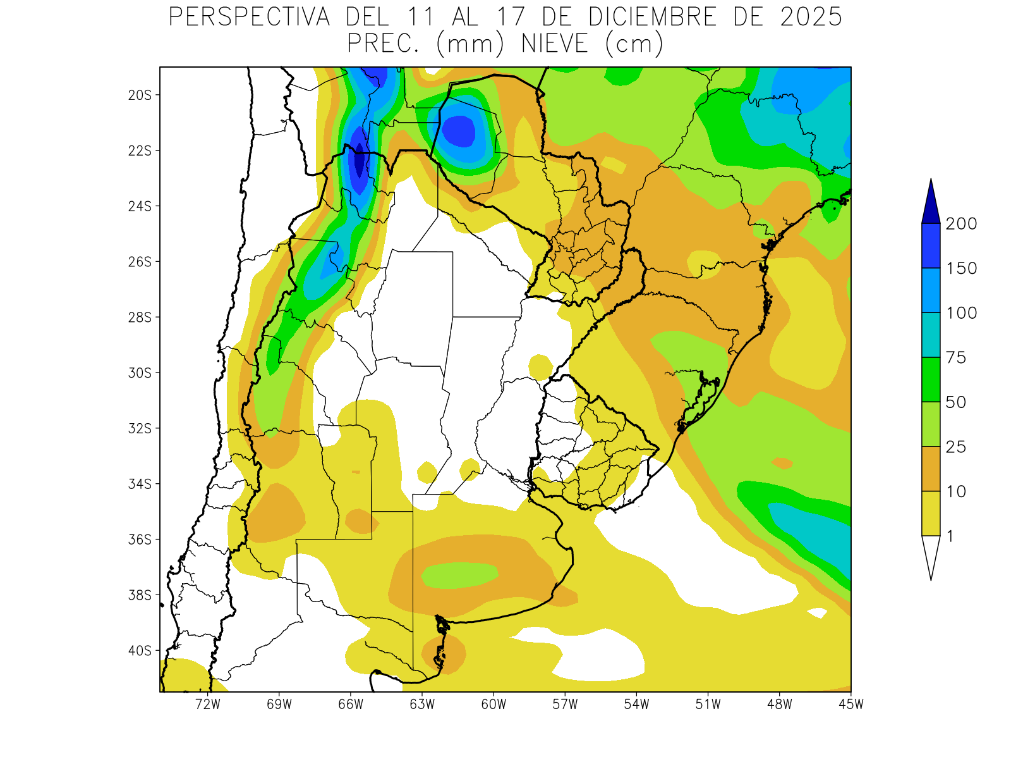 PERSPECTIVA DEL 11 AL 17 DE DICIEMBRE DE 2025
PREC. (mm) NIEVE (cm)
20S
22S
24S
26S
28S
30S
32S
34S
36S
38S
40S
72W 69W 66W 63W 60W 57W 54W 51W 48W 45W
200
150
100
75
50
25
10
1